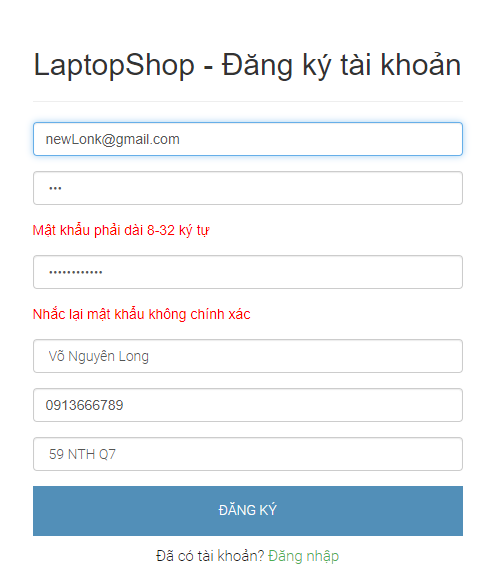 LaptopShop - Đăng ký tài khoản
newLonk@gmail.com
•••
Mật khẩu phải dài 8-32 ký tự
••••••••••••
Nhắc lại mật khẩu không chính xác
Võ Nguyên Long
0913666789
59 NTH Q7
ĐĂNG KÝ
Đã có tài khoản? Đăng nhập